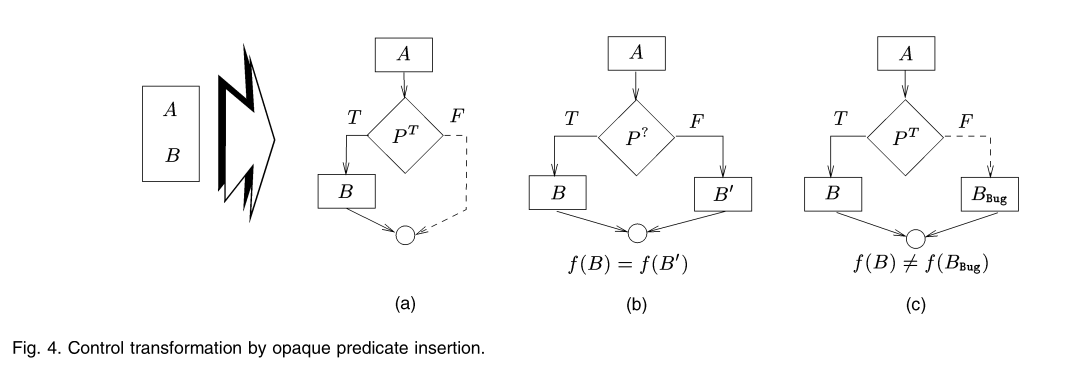 A
B
A
T
P^T
F
B
(a)
A
T
P^?
F
B
B′
f(B) = f(B′)
(b)
A
T
P^T
F
B
B_Bug
f(B) ≠ f(B_Bug)
(c)
Fig. 4. Control transformation by opaque predicate insertion.